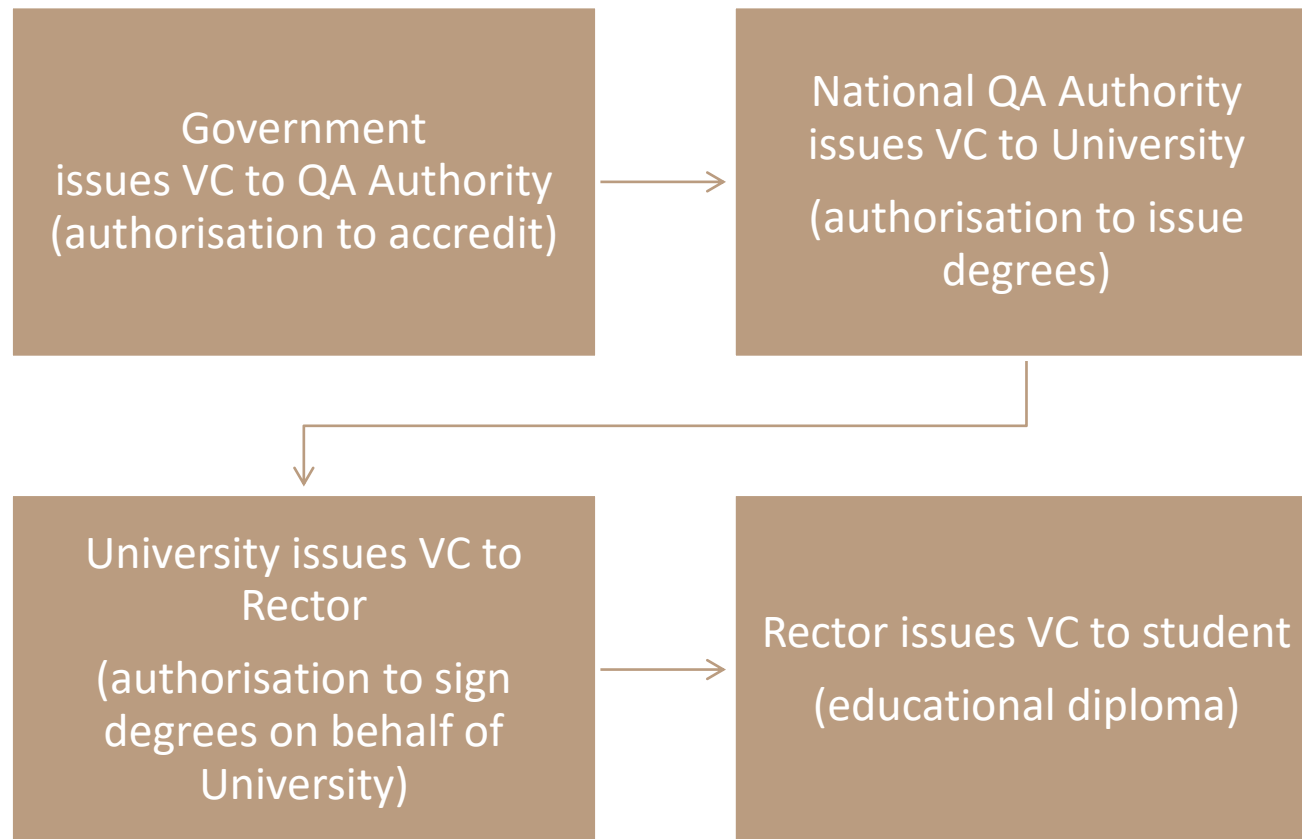 Government
issues VC to QA Authority
(authorisation to accredit)
National QA Authority
issues VC to University
(authorisation to issue
degrees)
University issues VC to
Rector
(authorisation to sign
degrees on behalf of
University)
Rector issues VC to student
(educational diploma)